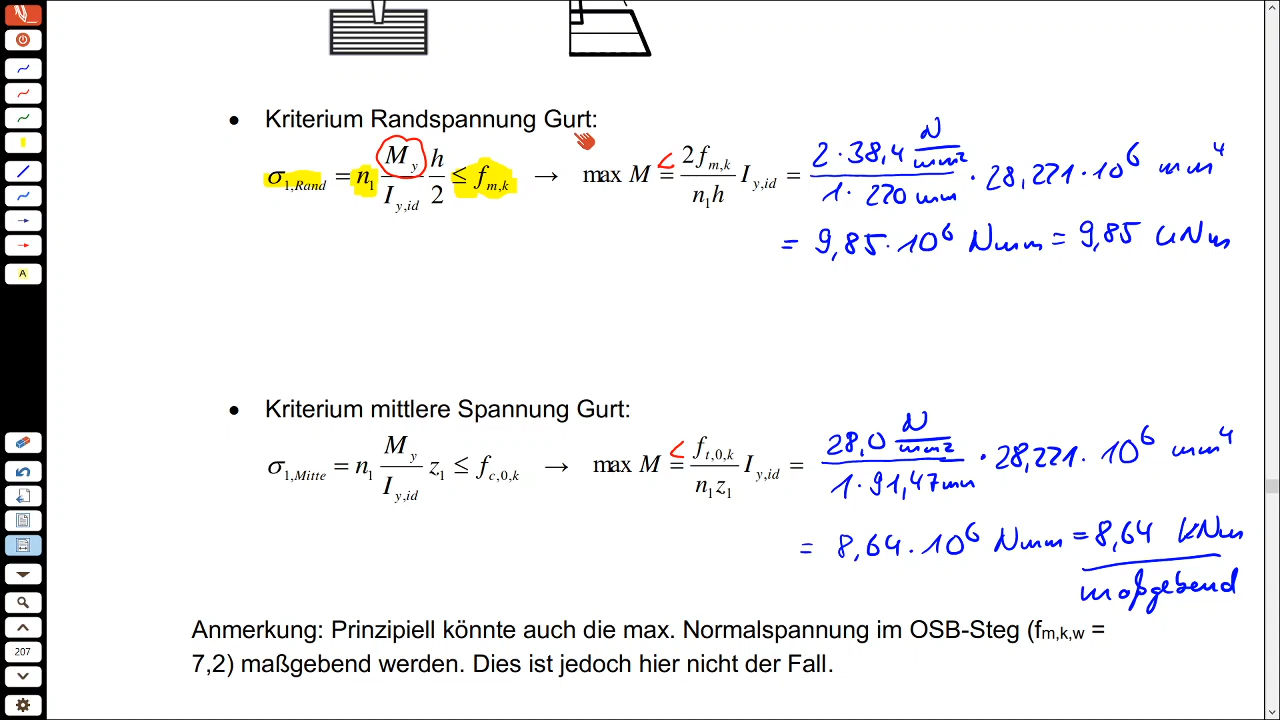 • Kriterium Randspannung Gurt:
σ1,Rand = n1 My/Iy,id h/2 ≤ fm,k → max M ≤ 2fm,k/n1h Iy,id = 2·38,4 N/mm²/1·220 mm · 28,221·10⁶ mm⁴
= 9,85·10⁶ Nmm = 9,85 kNm
• Kriterium mittlere Spannung Gurt:
σ1,Mitte = n1 My/Iy,id z1 ≤ fc,0,k → max M ≤ ft,0,k/n1z1 Iy,id = 28,0 N/mm²/1·91,47mm · 28,221·10⁶ mm⁴
= 8,64·10⁶ Nmm = 8,64 kNm
maßgebend
Anmerkung: Prinzipiell könnte auch die max. Normalspannung im OSB-Steg (fm,k,w =
7,2) maßgebend werden. Dies ist jedoch hier nicht der Fall.
A
207